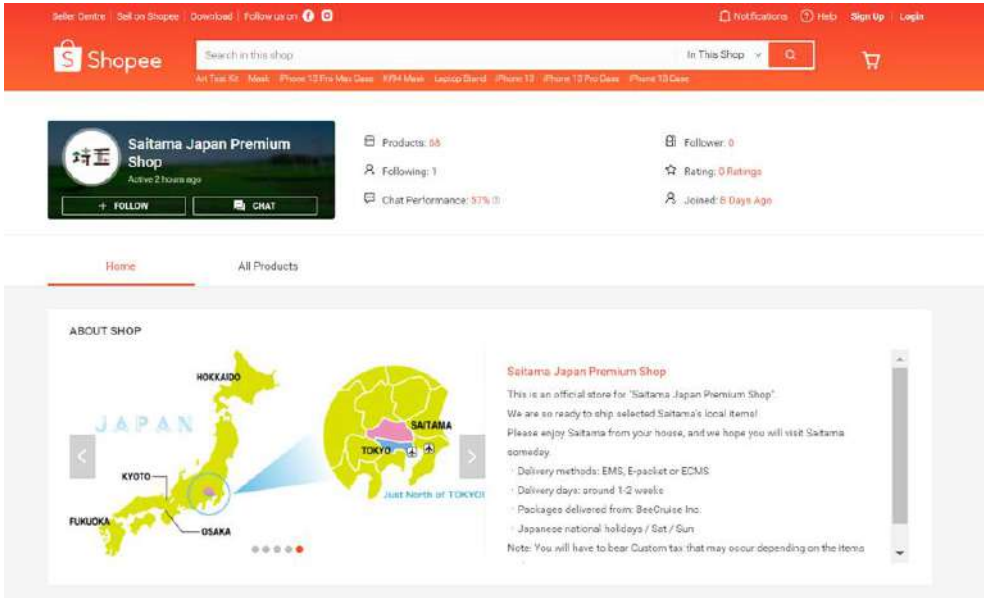 Seller Centre | Sell on Shopee | Download | Follow us on
Notifications Help Sign Up | Login
Shopee
Search in this shop
In This Shop
Art Test Kit Mask iPhone 13 Pro Max Case KF94 Mask Laptop Stand iPhone 13 iPhone 13 Pro Case iPhone 13 Case
埼玉
Saitama Japan Premium Shop
Active 2 hours ago
+ FOLLOW
CHAT
Products: 68
Following: 1
Chat Performance: 57%
Follower: 0
Rating: 0 Ratings
Joined: 8 Days Ago
Home
All Products
ABOUT SHOP
HOKKAIDO
JAPAN
KYOTO
FUKUOKA
OSAKA
SAITAMA
TOKYO
Just North of TOKYO!
Saitama Japan Premium Shop
This is an official store for "Saitama Japan Premium Shop".
We are so ready to ship selected Saitama's local items!
Please enjoy Saitama from your house, and we hope you will visit Saitama
someday.
・Delivery methods: EMS, E-packet or ECMS
・Delivery days: around 1-2 weeks
・Packages delivered from: BeeCruise Inc.
・Japanese national holidays / Sat / Sun
Note: You will have to bear Custom tax that may occur depending on the items